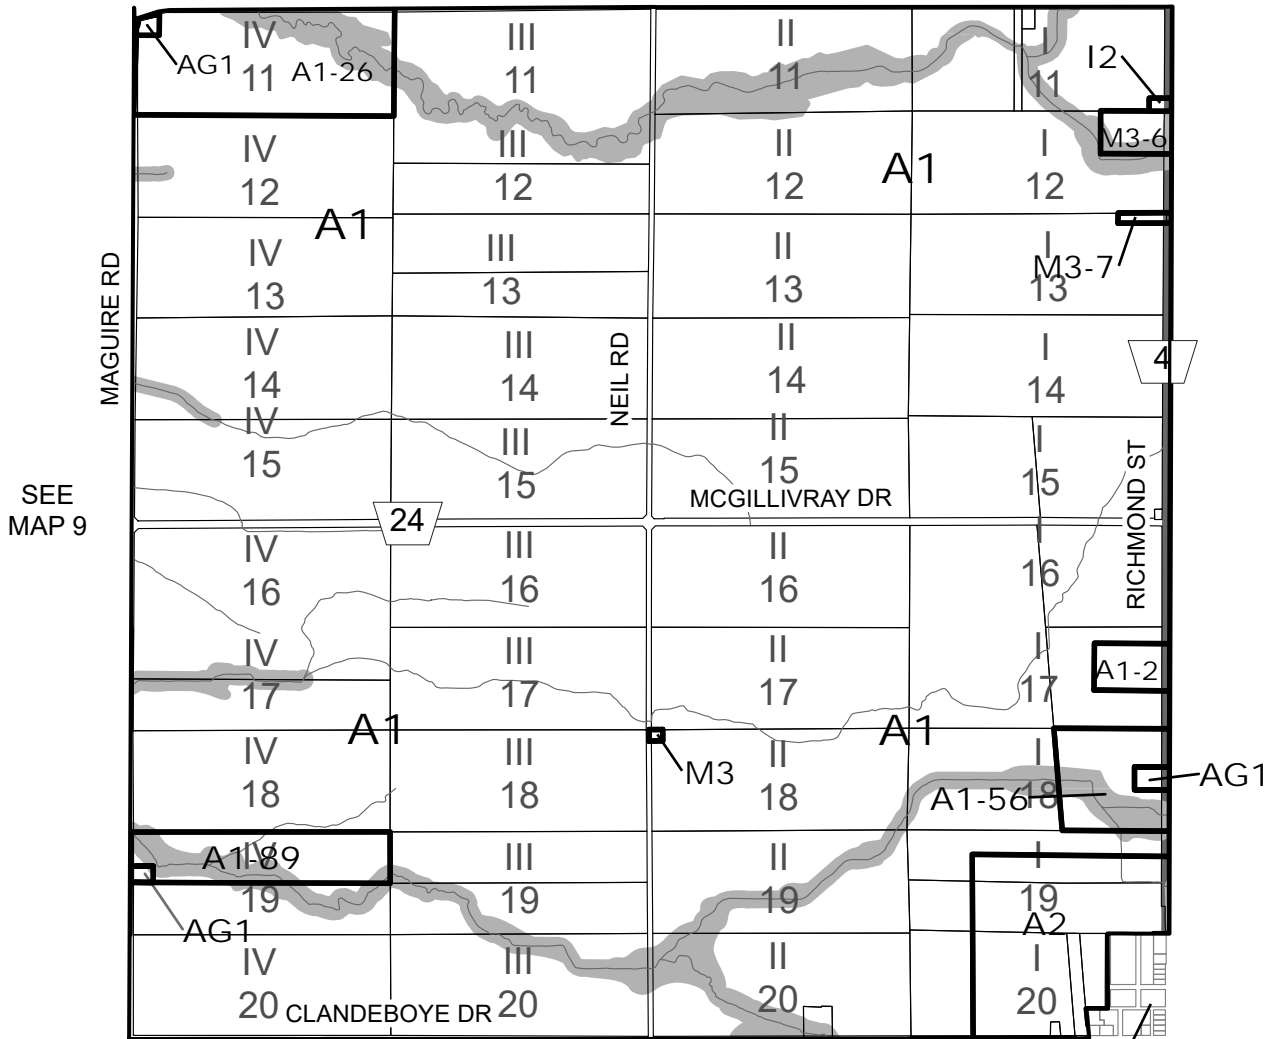 IV
11
AG1
A1-26
III
11
II
11
I
11
I2
M3-6
IV
12
III
12
II
12
A1
I
12
A1
IV
13
III
13
II
13
I
13
M3-7
MAGUIRE RD
IV
14
III
14
NEIL RD
II
14
I
14
4
IV
15
III
15
II
15
I
15
RICHMOND ST
SEE
MAP 9
24
MCGILLIVRAY DR
IV
16
III
16
II
16
I
16
IV
17
III
17
II
17
I
17
A1-2
A1
A1
IV
18
III
18
M3
II
18
I
18
A1-56
AG1
A1-89
IV
19
III
19
II
19
I
19
AG1
A2
IV
20
CLANDEBOYE DR
III
20
II
20
I
20